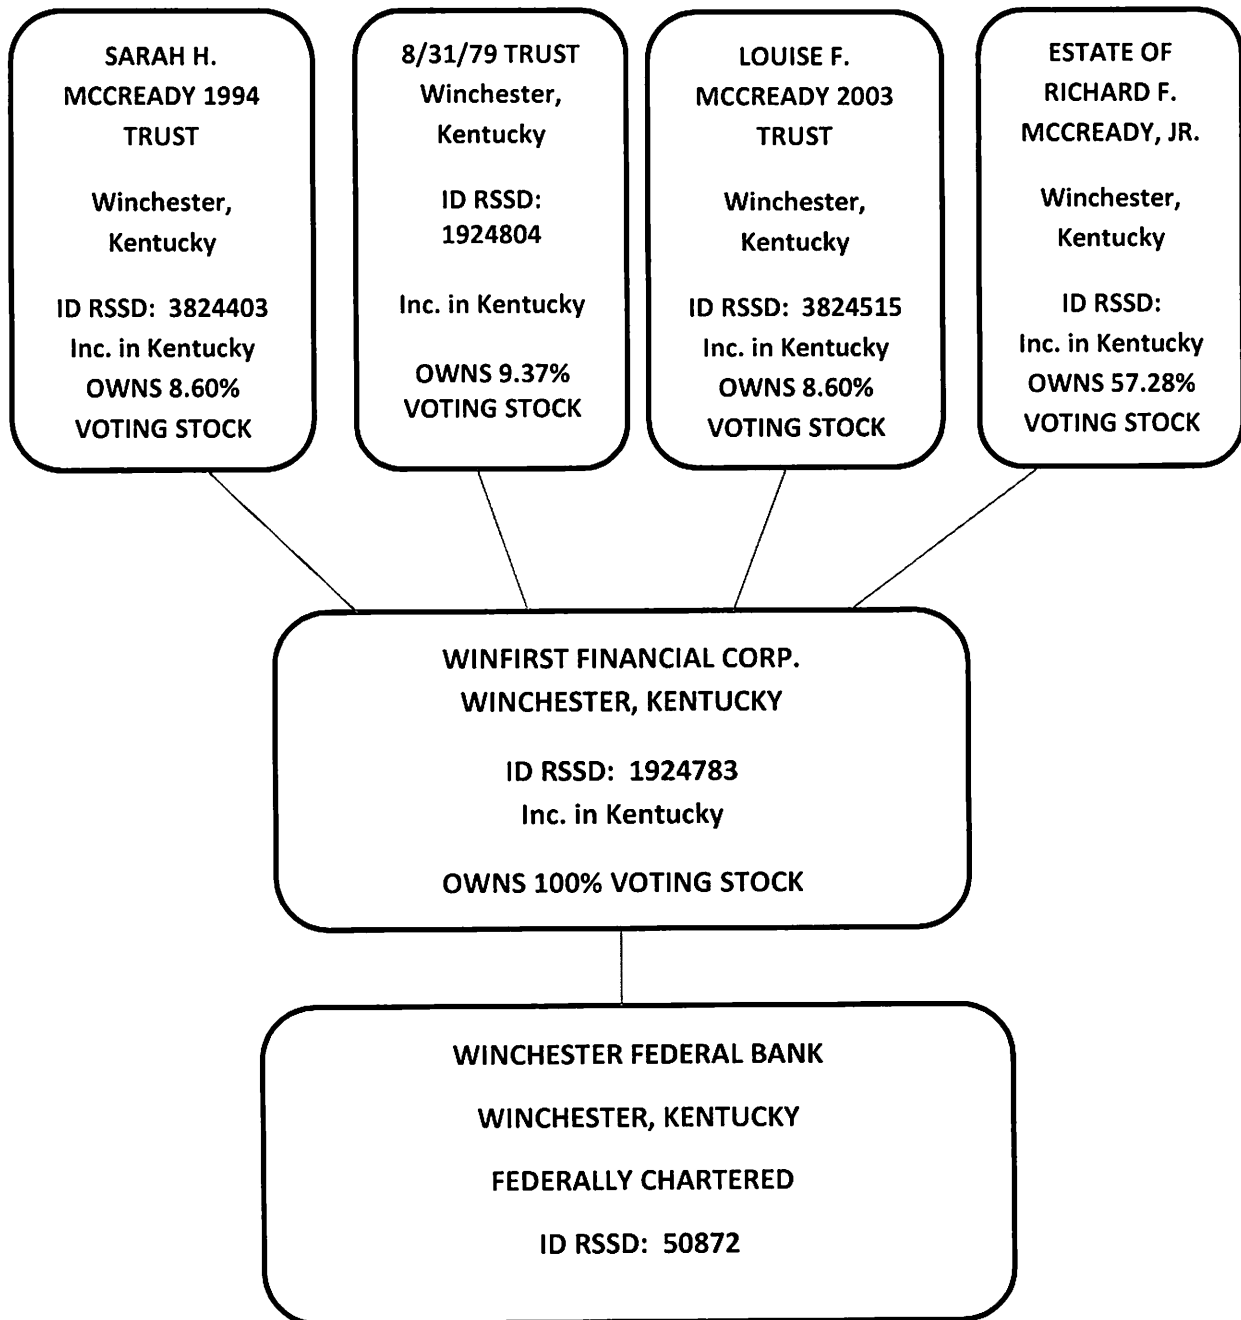 SARAH H.
MCCREADY 1994
TRUST
Winchester,
Kentucky
ID RSSD: 3824403
Inc. in Kentucky
OWNS 8.60%
VOTING STOCK
8/31/79 TRUST
Winchester,
Kentucky
ID RSSD:
1924804
Inc. in Kentucky
OWNS 9.37%
VOTING STOCK
LOUISE F.
MCCREADY 2003
TRUST
Winchester,
Kentucky
ID RSSD: 3824515
Inc. in Kentucky
OWNS 8.60%
VOTING STOCK
ESTATE OF
RICHARD F.
MCCREADY, JR.
Winchester,
Kentucky
ID RSSD:
Inc. in Kentucky
OWNS 57.28%
VOTING STOCK
WINFIRST FINANCIAL CORP.
WINCHESTER, KENTUCKY
ID RSSD: 1924783
Inc. in Kentucky
OWNS 100% VOTING STOCK
WINCHESTER FEDERAL BANK
WINCHESTER, KENTUCKY
FEDERALLY CHARTERED
ID RSSD: 50872